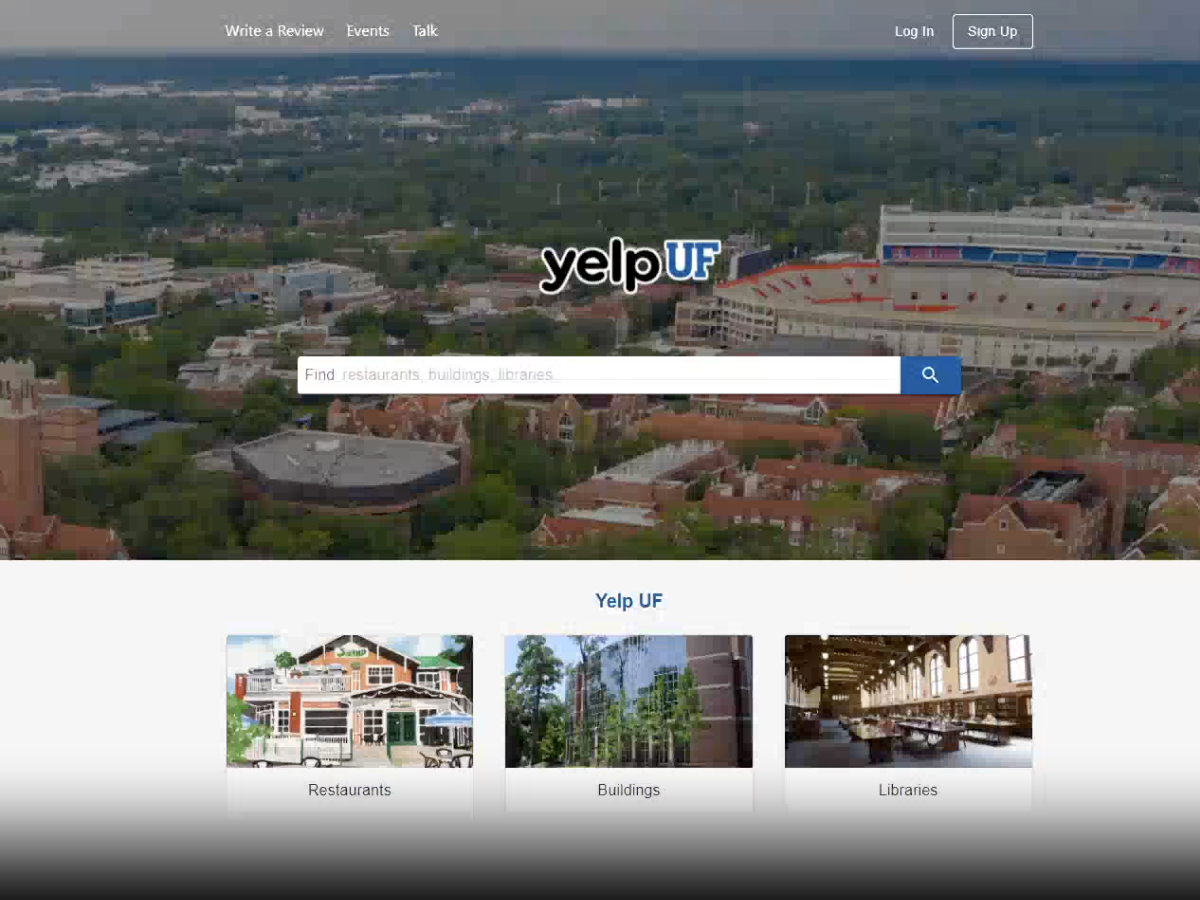 Write a Review Events Talk Log In Sign Up
yelp UF
Find restaurants, buildings, libraries...
Yelp UF
Restaurants Buildings Libraries